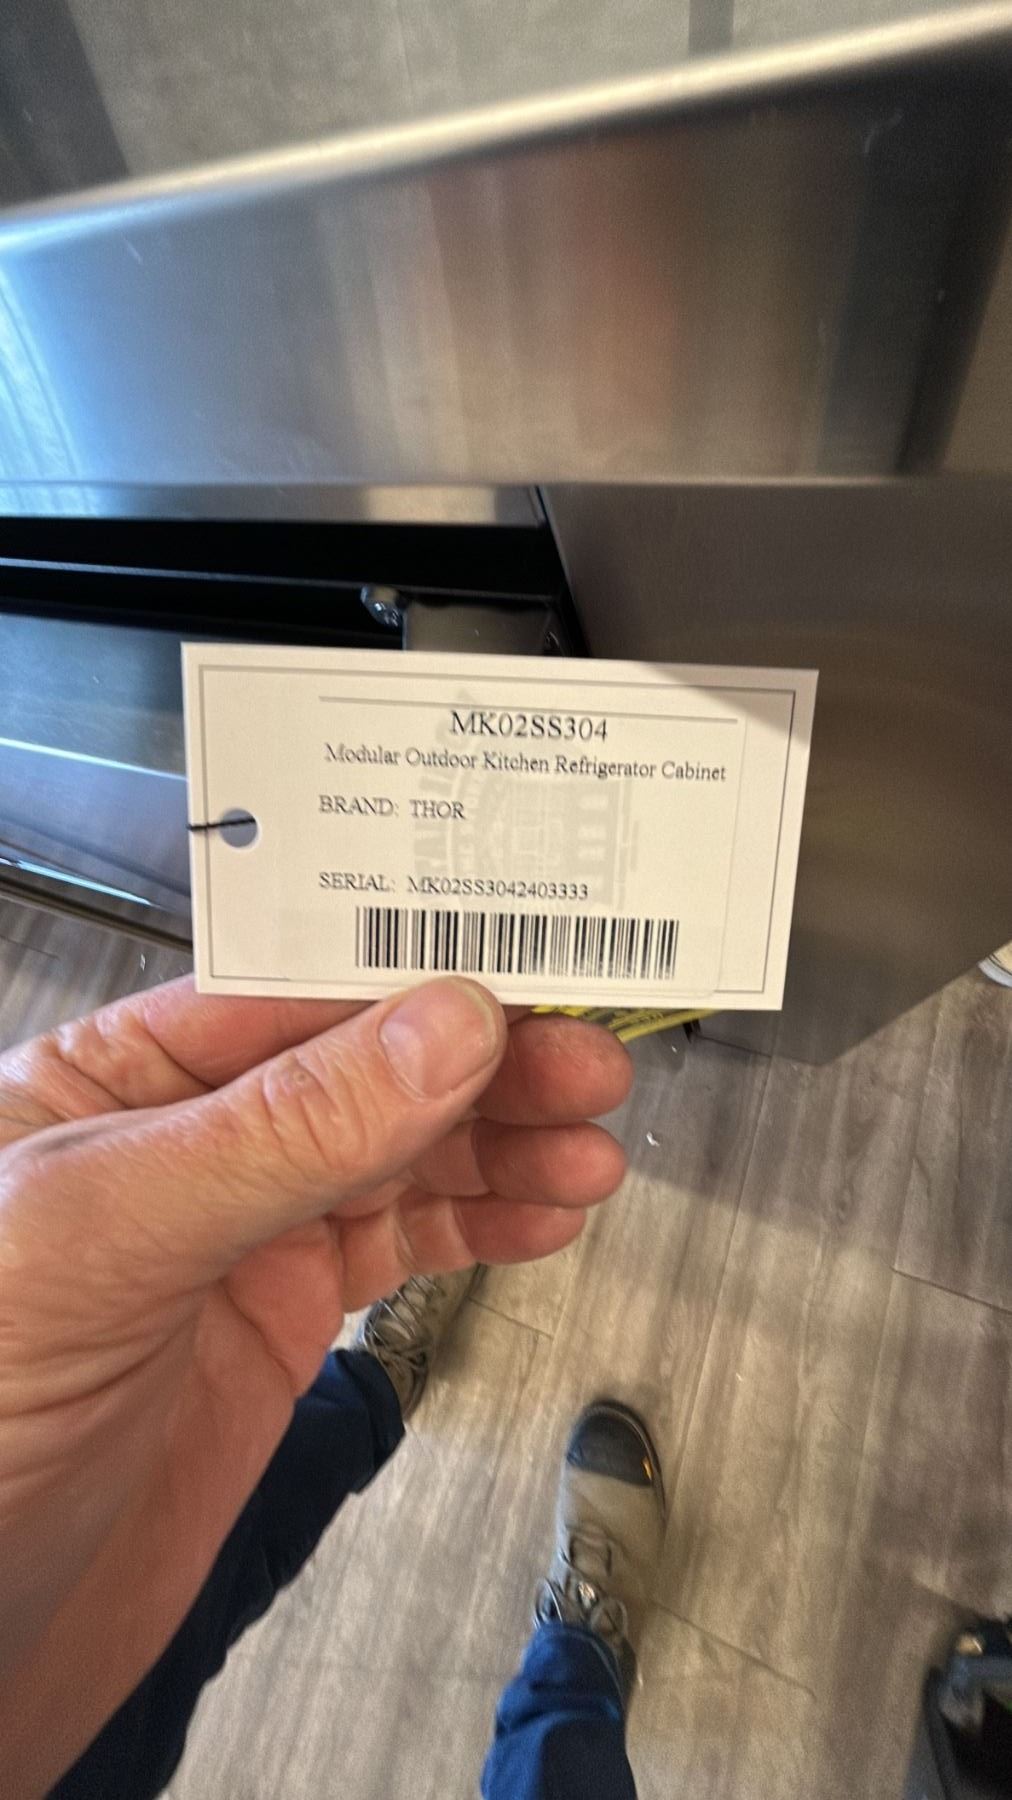 MK02SS304
Modular Outdoor Kitchen Refrigerator Cabinet
BRAND: THOR
SERIAL: MK02SS3042403333